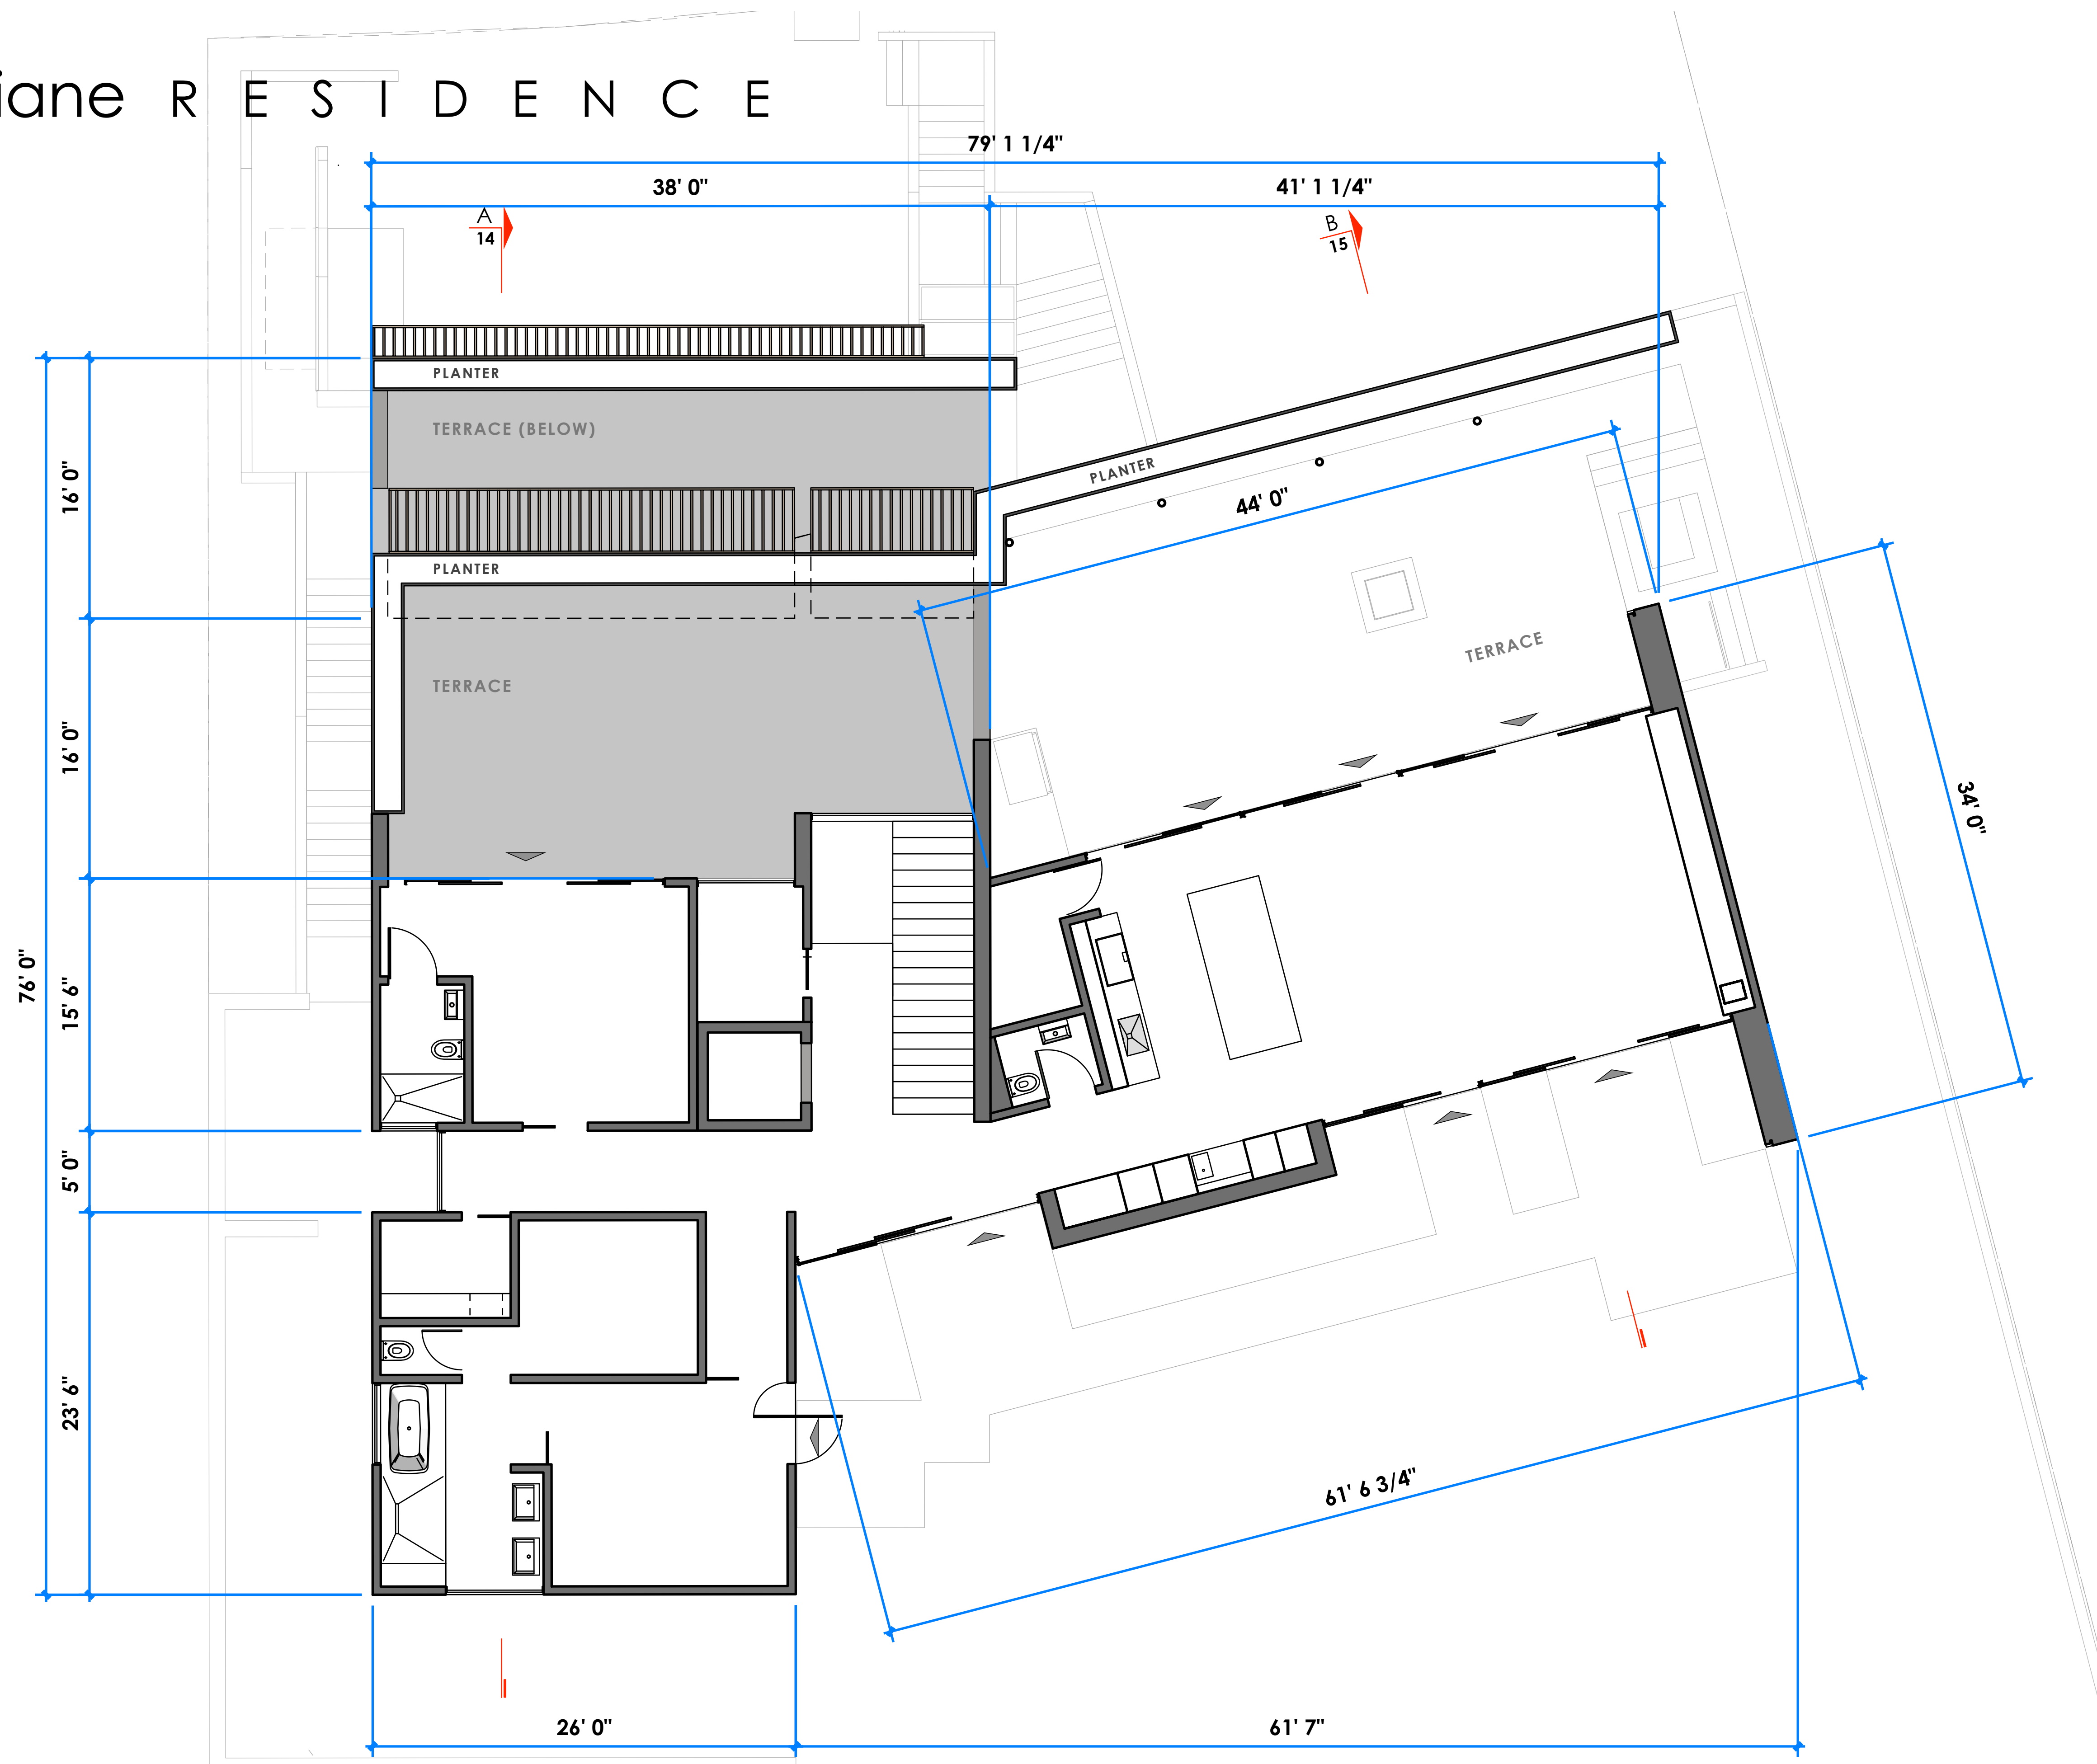 iane RESIDENCE
79' 1 1/4"
38' 0"
41' 1 1/4"
A
14
B
15
PLANTER
TERRACE (BELOW)
PLANTER
16' 0"
44' 0"
PLANTER
TERRACE
TERRACE
16' 0"
34' 0"
76' 0"
15' 6"
5' 0"
23' 6"
61' 6 3/4"
26' 0"
61' 7"